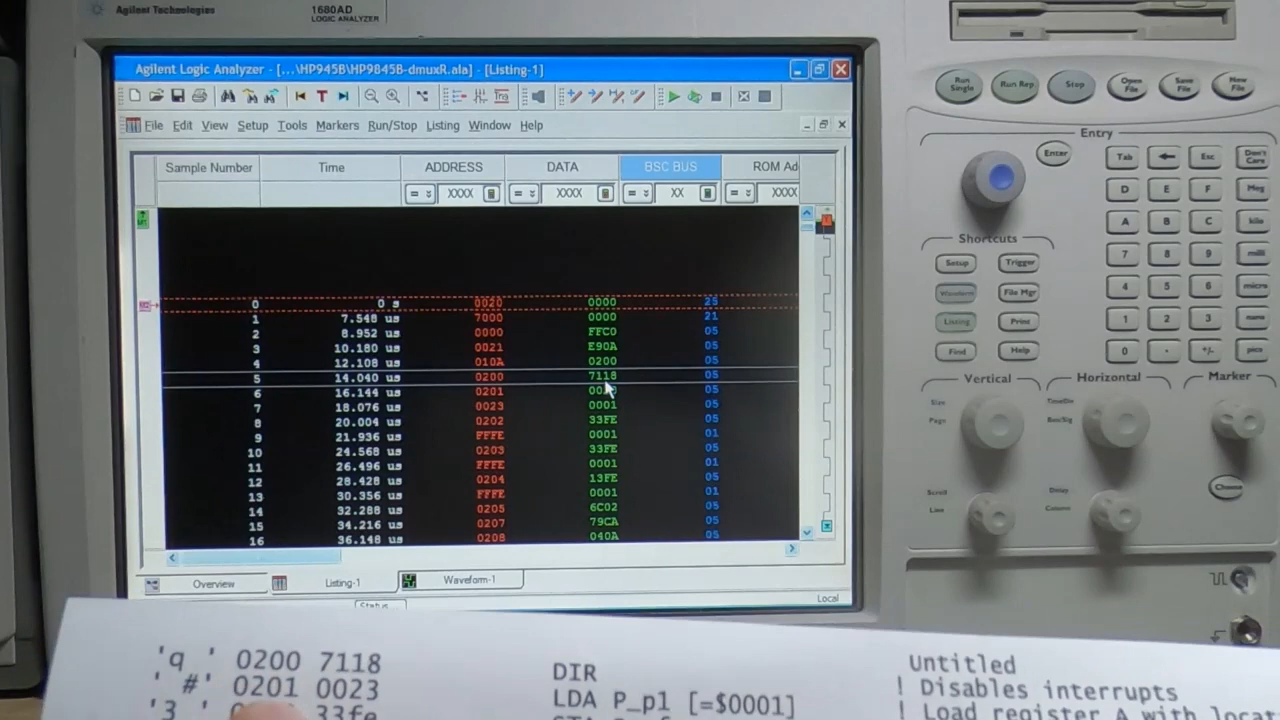 Agilent Technologies
1680AD
LOGIC ANALYZER
Agilent Logic Analyzer - [...\HP945B\HP9845B-dmuxR.ala] - [Listing-1]
File Edit View Setup Tools Markers Run/Stop Listing Window Help
Sample Number Time ADDRESS DATA BSC BUS ROM Ad
= XXXX = XXXX = XX = XXXX
0 0 s 0020 0000 25
1 7.548 us 7000 0000 21
2 8.952 us 0000 FFC0 05
3 10.180 us 0021 E90A 05
4 12.108 us 010A 0200 05
5 14.040 us 0200 7118 05
6 16.144 us 0201 05
7 18.076 us 0023 0001 05
8 20.004 us 0202 33FE 05
9 21.936 us FFFE 0001 01
10 24.568 us 0203 33FE 05
11 26.496 us FFFE 0001 01
12 28.428 us 0204 13FE 05
13 30.356 us FFFE 0001 01
14 32.288 us 0205 6C02 05
15 34.216 us 0207 79CA 05
16 36.148 us 0208 040A 05
Overview Listing-1 Waveform-1
Status
Local
Run Single
Run Rep
Stop
Open File
Save File
New File
Entry
Enter
Tab Esc Don't Care
D E F Meg
A B C kilo
7 8 9 milli
4 5 6 micro
1 2 3 nano
0 . +/- pico
Shortcuts
Setup Trigger
Waveform File Mgr
Listing Print
Find Help
Vertical Horizontal Marker
Choose
'q ' 0200 7118 DIR Untitled
' #' 0201 0023 LDA P_p1 [=$0001] ! Disables interrupts
'3 ' 33fe ! Load register A with